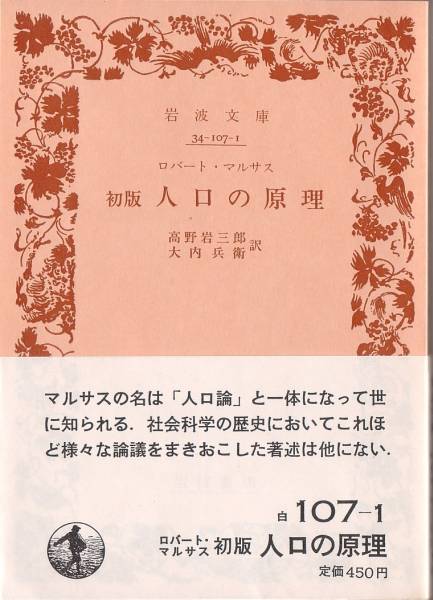 岩波文庫
34-107-1
ロバート・マルサス
初版 人口の原理
高野岩三郎
大内兵衛 訳
マルサスの名は「人口論」と一体になって世
に知られる．社会科学の歴史においてこれほ
ど様々な論議をまきおこした著述は他にない．
白 107-1
ロバート・
マルサス 初版 人口の原理
定価450円